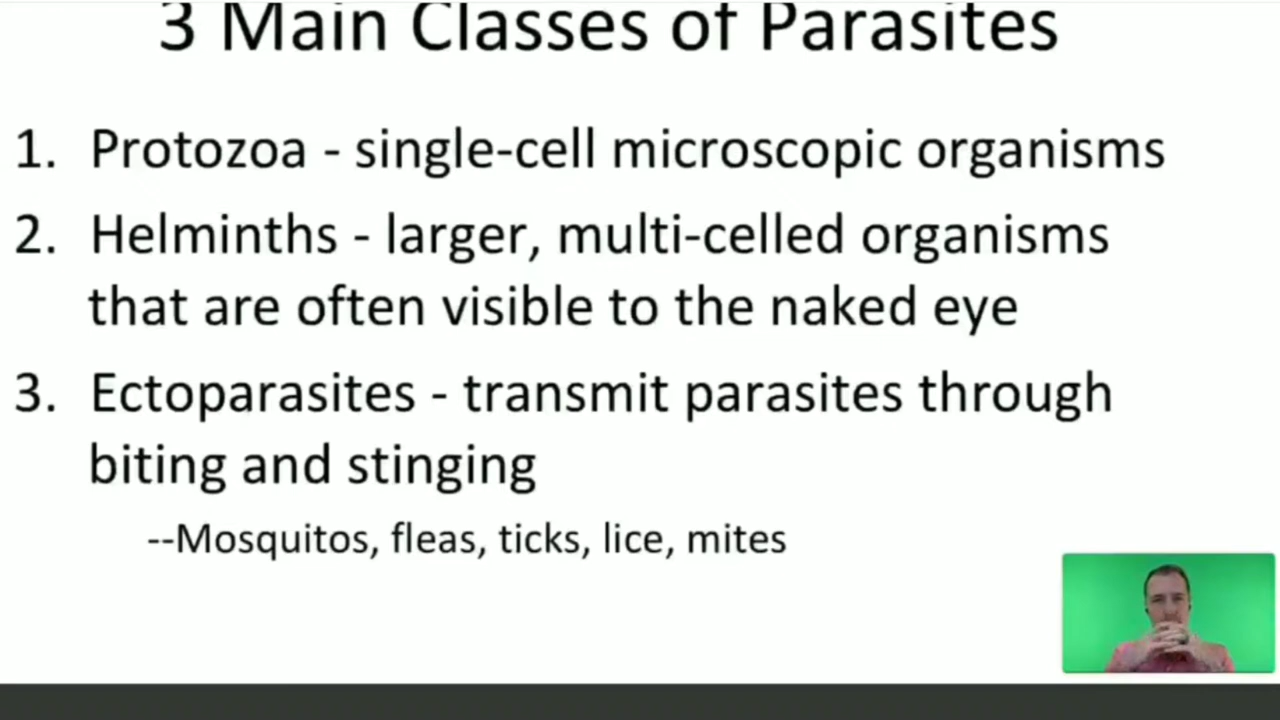 3 Main Classes of Parasites
1. Protozoa - single-cell microscopic organisms
2. Helminths - larger, multi-celled organisms
that are often visible to the naked eye
3. Ectoparasites - transmit parasites through
biting and stinging
--Mosquitos, fleas, ticks, lice, mites